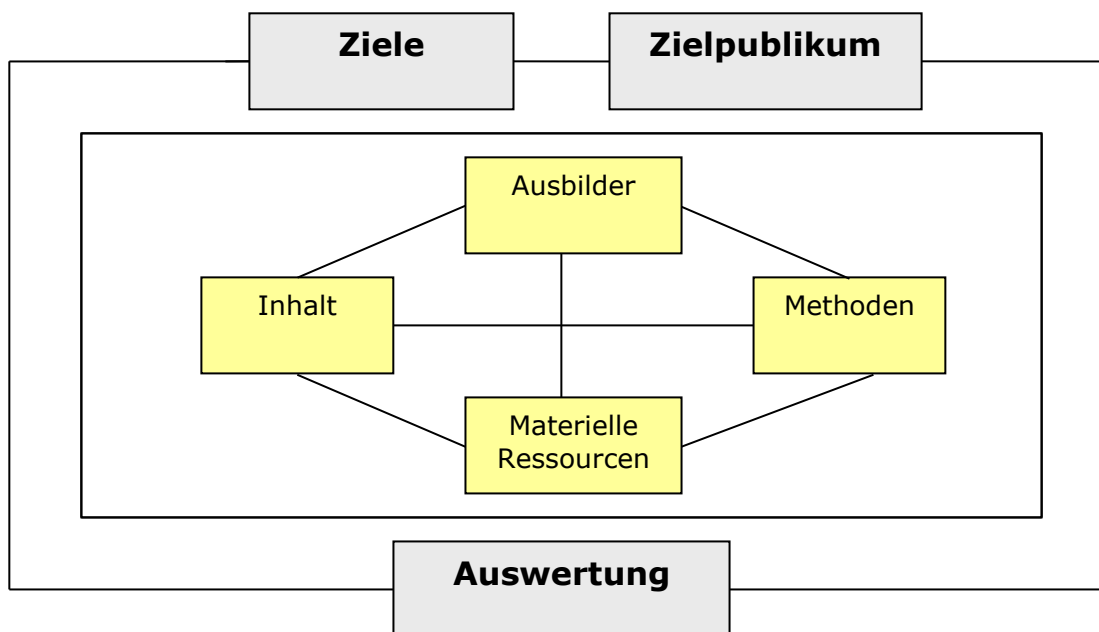 Ziele
Zielpublikum
Ausbilder
Inhalt
Methoden
Materielle
Ressourcen
Auswertung